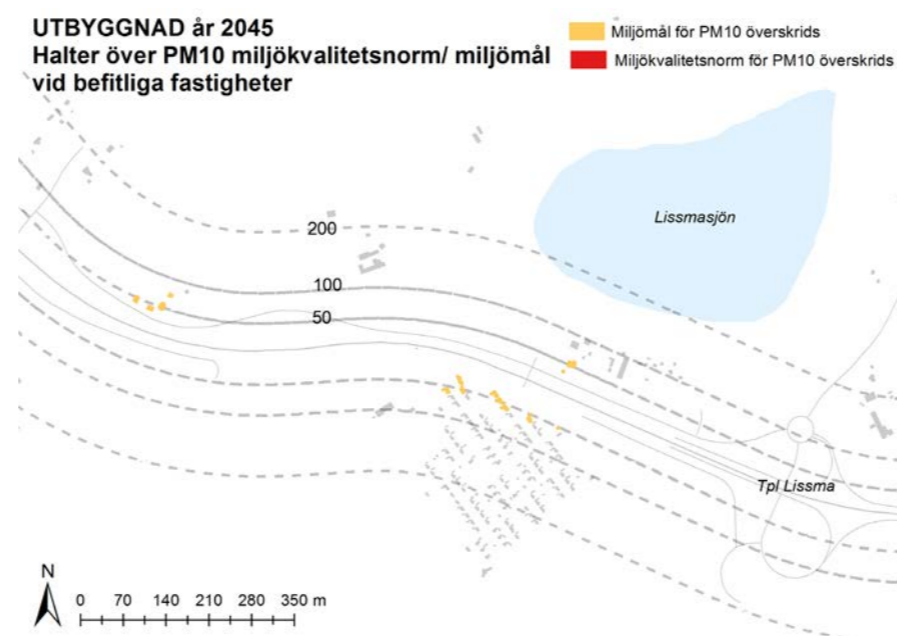 UTBYGGNAD år 2045
Halter över PM10 miljökvalitetsnorm/ miljömål
vid befitliga fastigheter
Miljömål för PM10 överskrids
Miljökvalitetsnorm för PM10 överskrids
Lissmasjön
200
100
50
Tpl Lissma
N
0 70 140 210 280 350 m